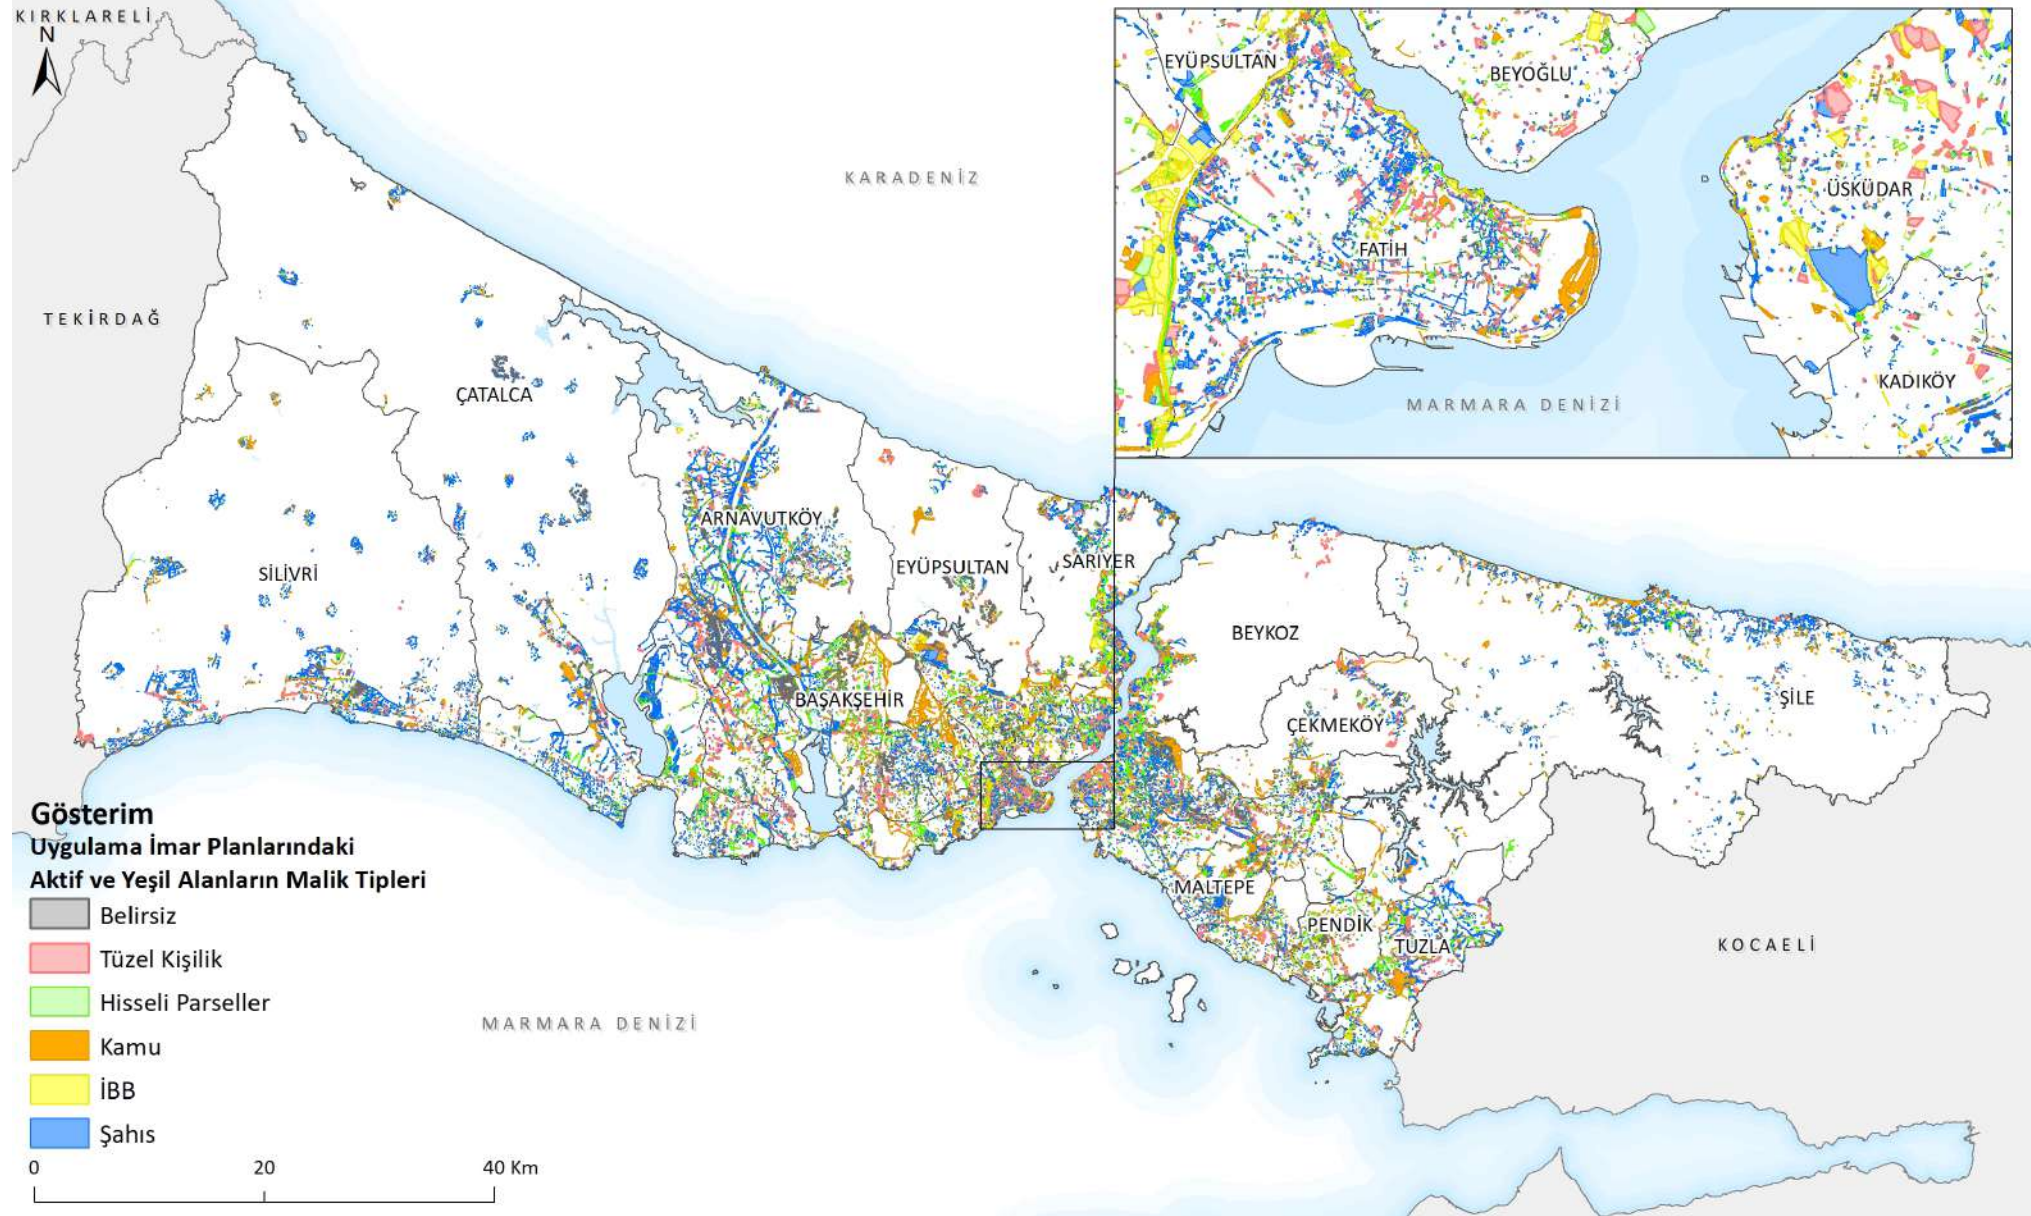 KIRKLARELİ
N
EYÜPSULTAN
BEYOĞLU
KARADENİZ
ÜSKÜDAR
FATİH
TEKİRDAĞ
KADIKÖY
ÇATALCA
MARMARA DENİZİ
ARNAVUTKÖY
SARIYER
EYÜPSULTAN
SİLİVRİ
BEYKOZ
BAŞAKŞEHİR
ŞİLE
ÇEKMEKÖY
Gösterim
Uygulama İmar Planlarındaki
Aktif ve Yeşil Alanların Malik Tipleri
Belirsiz
Tüzel Kişilik
Hisseli Parseller
Kamu
İBB
Şahıs
0 20 40 Km
MALTEPE
PENDİK
TUZLA
KOCAELİ
MARMARA DENİZİ